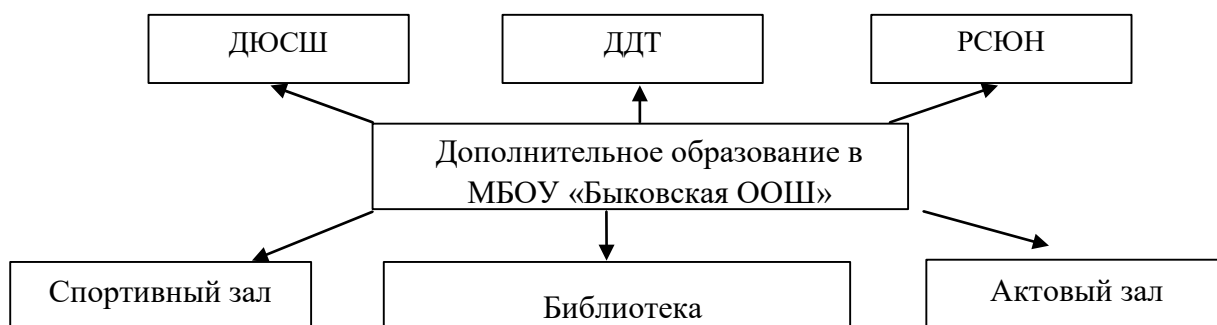 ДЮСШ
ДДТ
РСЮН
Дополнительное образование в
МБОУ «Быковская ООШ»
Спортивный зал
Библиотека
Актовый зал